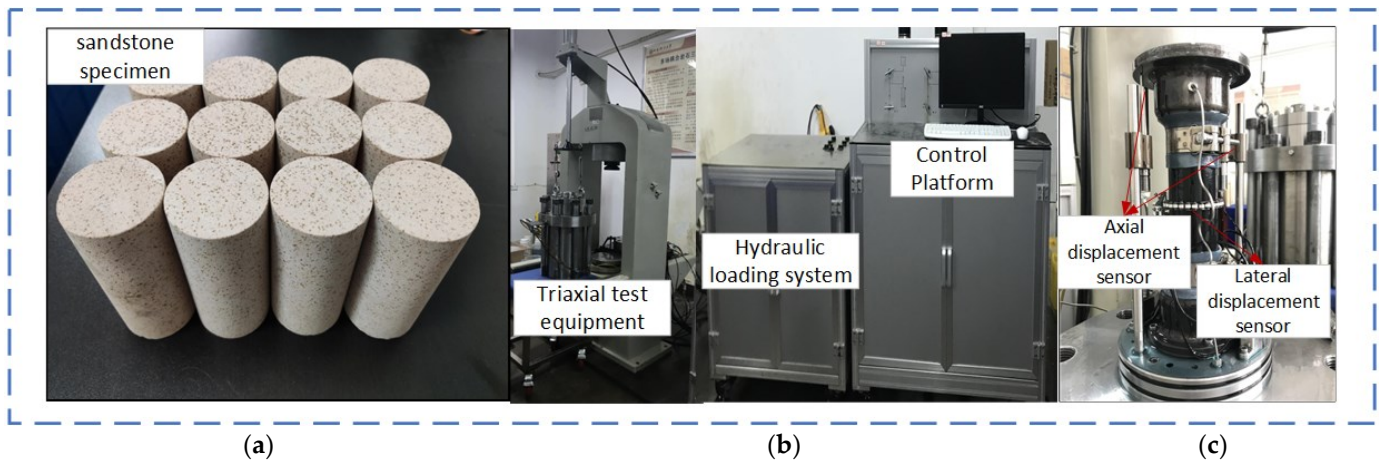 sandstone
specimen
Triaxial test
equipment
Hydraulic
loading system
Control
Platform
Axial
displacement
sensor
Lateral
displacement
sensor
(a)
(b)
(c)